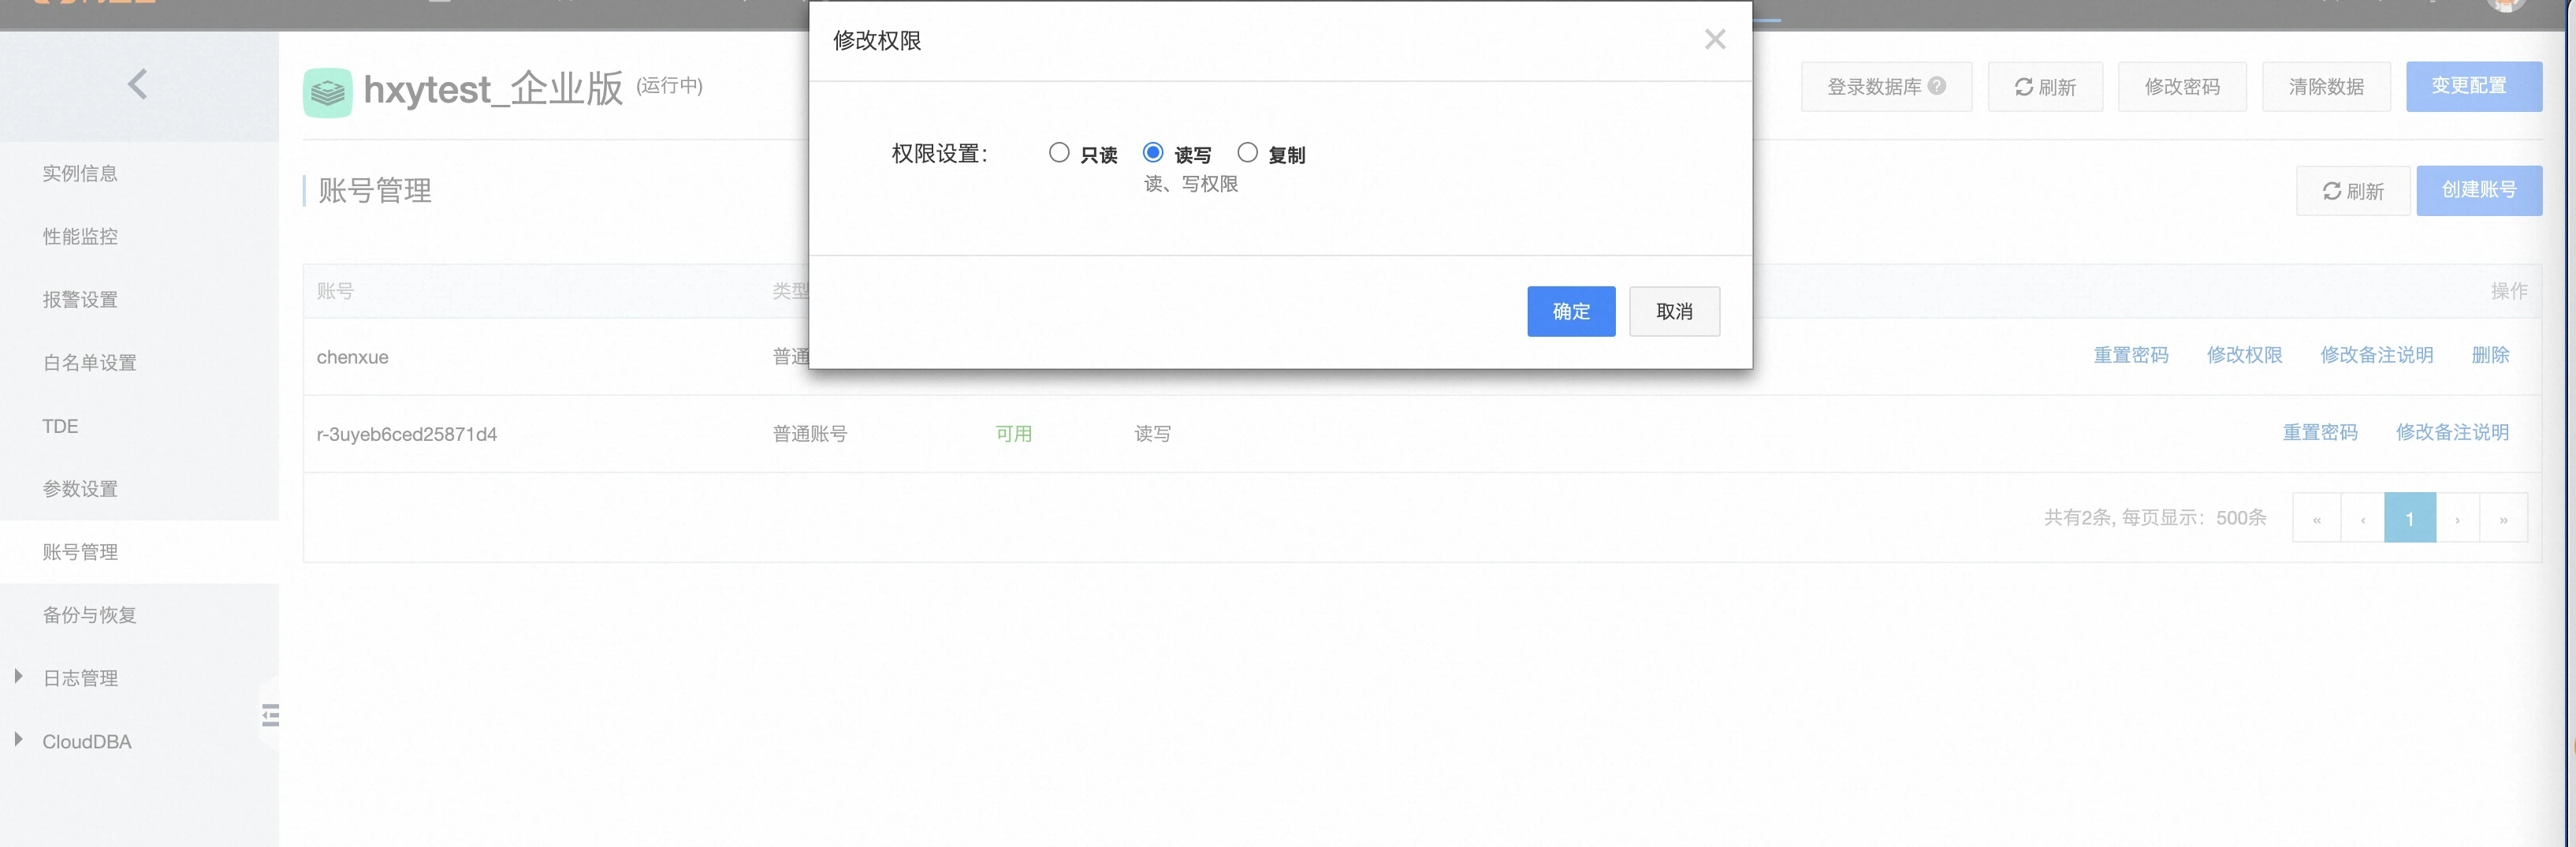 修改权限
hxytest_企业版 (运行中)
登录数据库
刷新
修改密码
清除数据
变更配置
权限设置：
只读
读写
复制
读、写权限
确定
取消
实例信息
性能监控
报警设置
白名单设置
TDE
参数设置
账号管理
备份与恢复
日志管理
CloudDBA
账号管理
刷新
创建账号
账号
类型
操作
chenxue
普通
重置密码
修改权限
修改备注说明
删除
r-3uyeb6ced25871d4
普通账号
可用
读写
重置密码
修改备注说明
共有2条, 每页显示：500条
«
‹
1
›
»